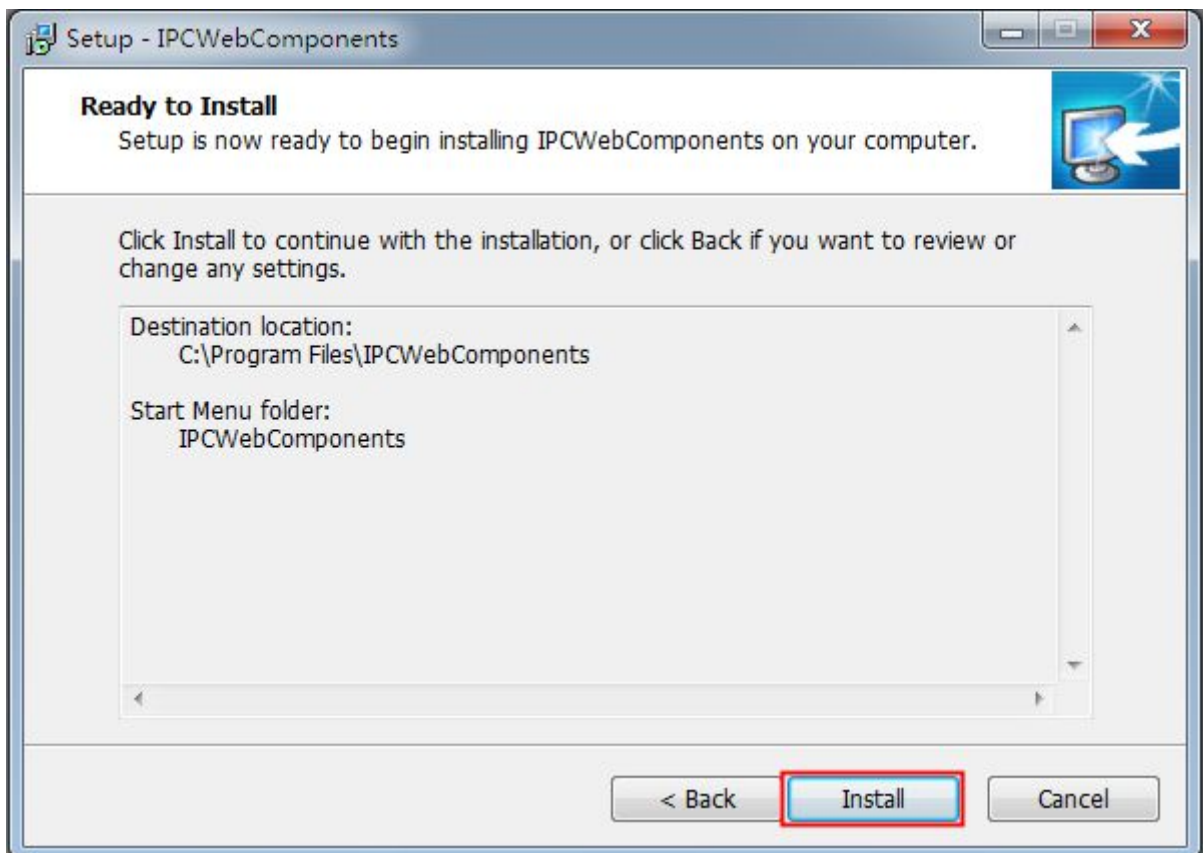 Setup - IPCWebComponents
Ready to Install
Setup is now ready to begin installing IPCWebComponents on your computer.
Click Install to continue with the installation, or click Back if you want to review or
change any settings.
Destination location:
C:\Program Files\IPCWebComponents
Start Menu folder:
IPCWebComponents
< Back Install Cancel